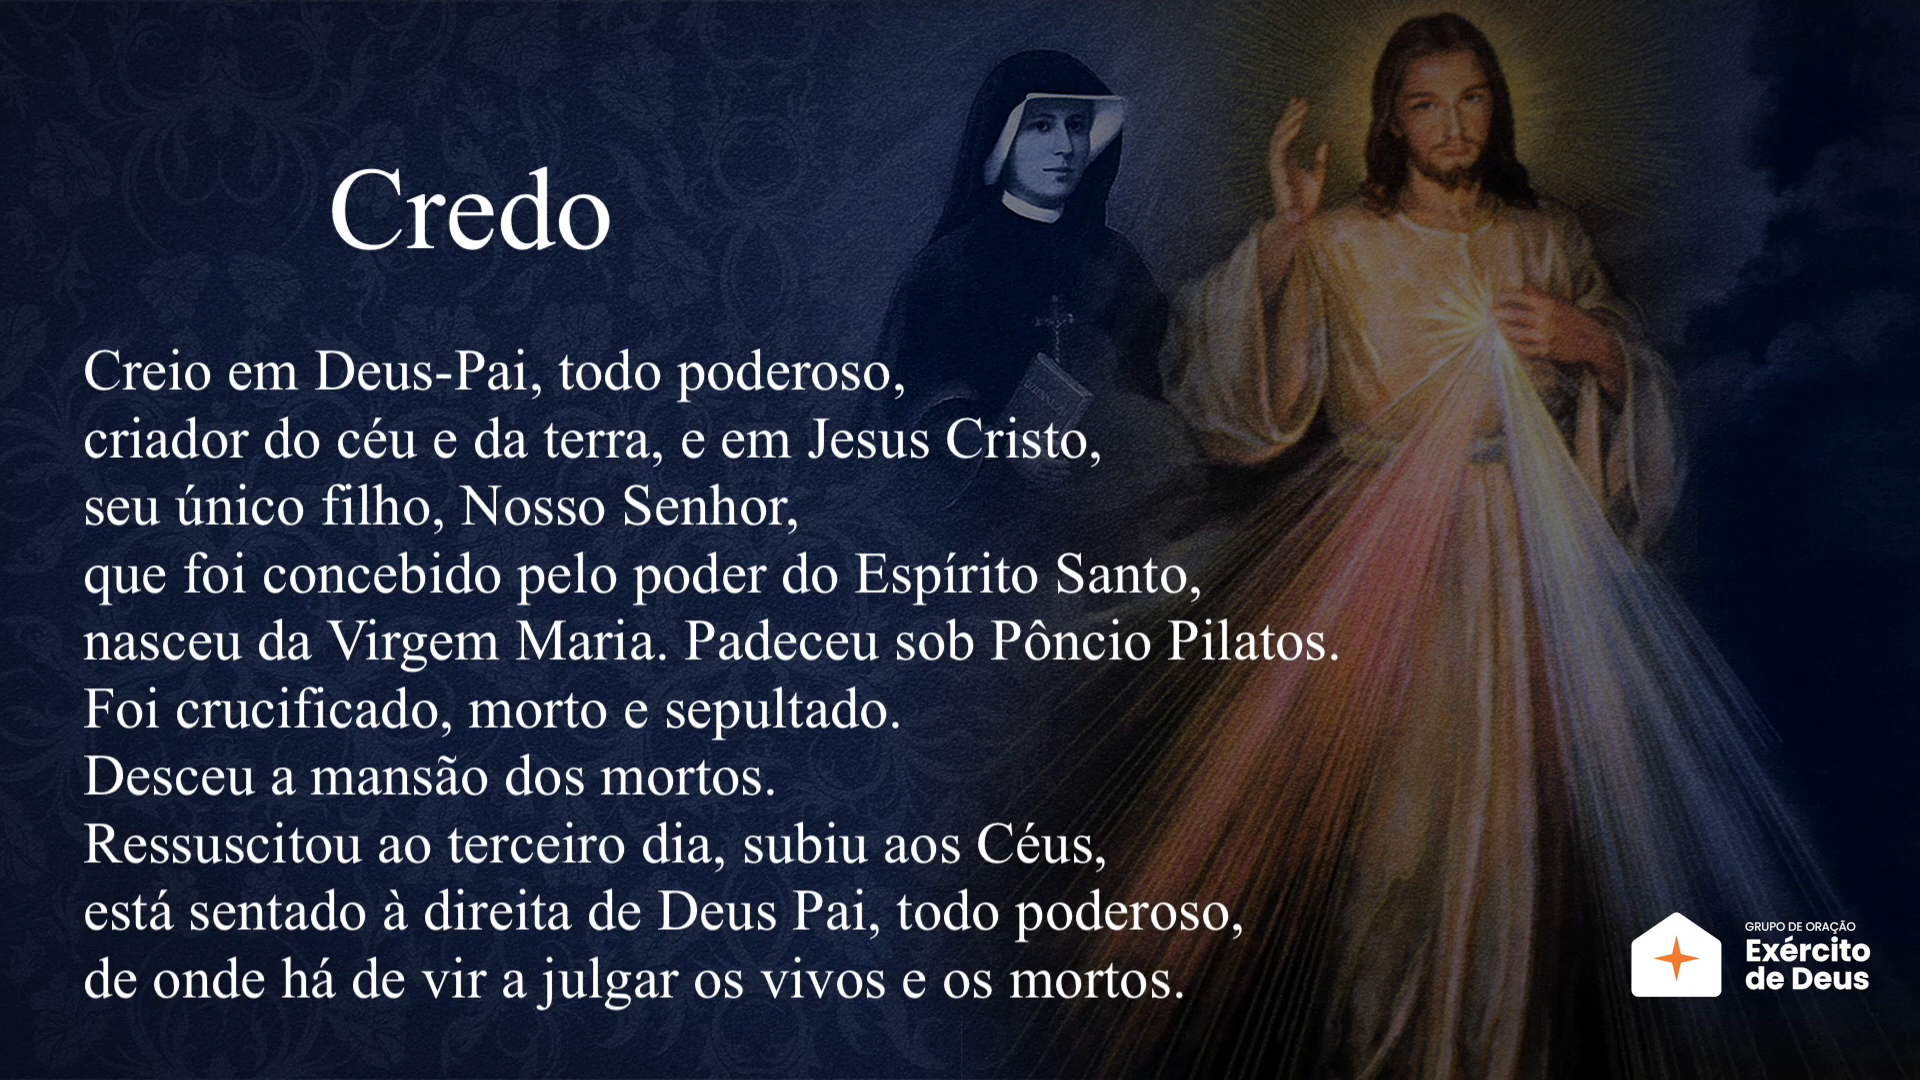 Credo
Creio em Deus-Pai, todo poderoso,
criador do céu e da terra, e em Jesus Cristo,
seu único filho, Nosso Senhor,
que foi concebido pelo poder do Espírito Santo,
nasceu da Virgem Maria. Padeceu sob Pôncio Pilatos.
Foi crucificado, morto e sepultado.
Desceu a mansão dos mortos.
Ressuscitou ao terceiro dia, subiu aos Céus,
está sentado à direita de Deus Pai, todo poderoso,
de onde há de vir a julgar os vivos e os mortos.
GRUPO DE ORAÇÃO
Exército
de Deus